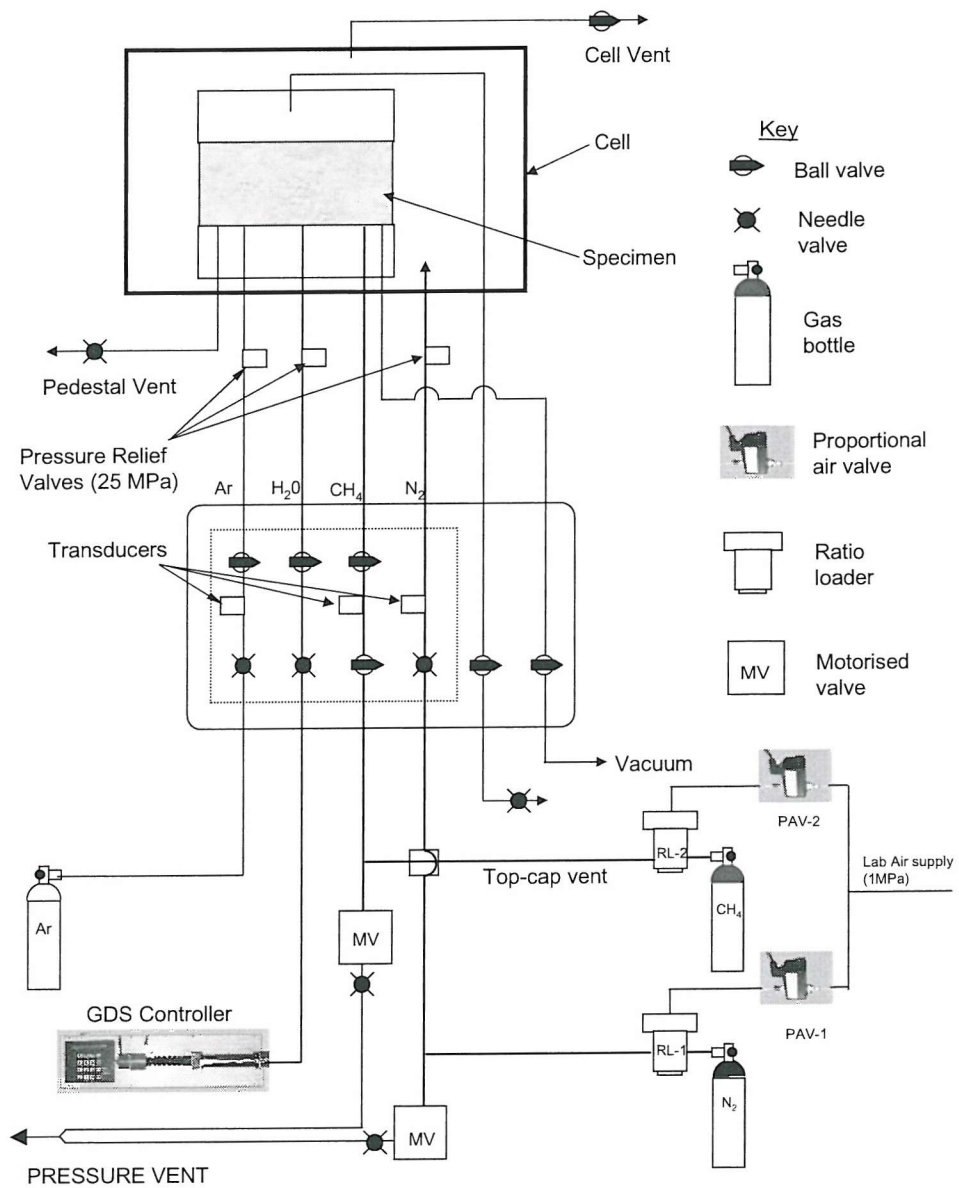 Cell Vent
Key
Cell
Ball valve
Needle
valve
Specimen
Gas
bottle
Pedestal Vent
Pressure Relief
Valves (25 MPa)
Proportional
air valve
Ar
H₂0
CH₄
N₂
Transducers
Ratio
loader
MV
Motorised
valve
Vacuum
PAV-2
RL-2
Top-cap vent
Lab Air supply
(1MPa)
Ar
CH₄
MV
GDS Controller
PAV-1
RL-1
N₂
MV
PRESSURE VENT